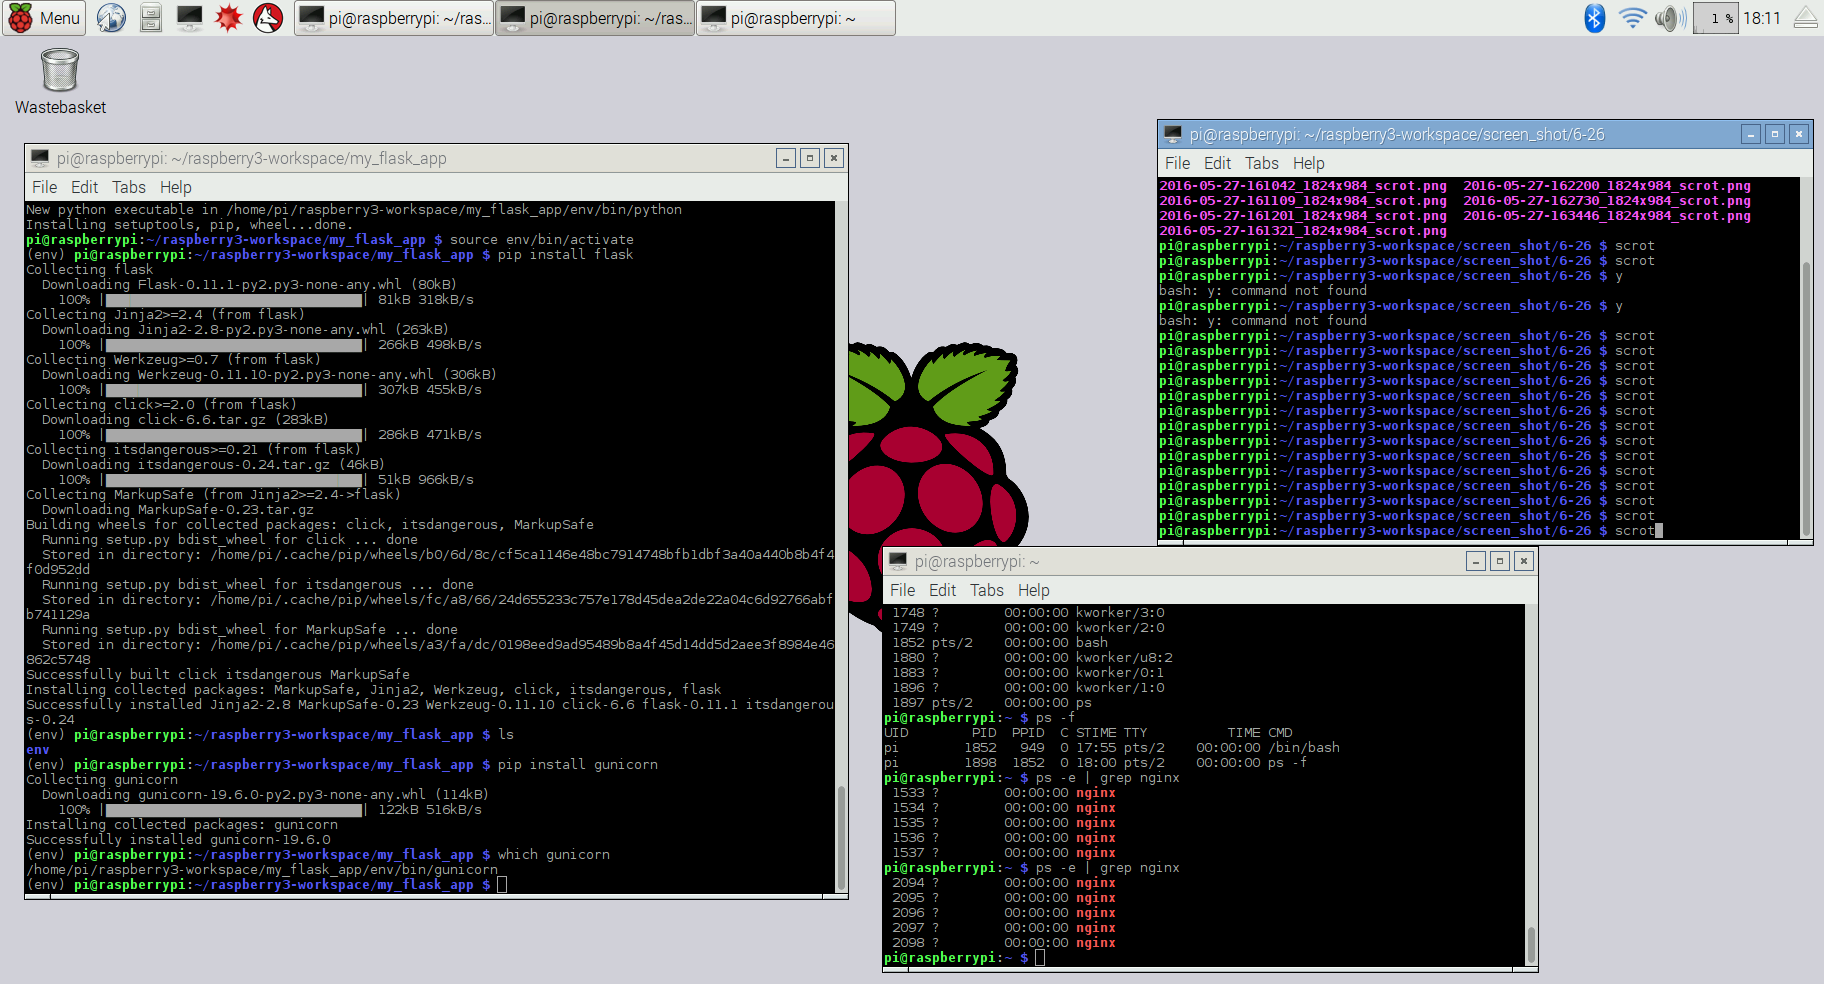 Menu
pi@raspberrypi: ~/ras...
pi@raspberrypi: ~/ras...
pi@raspberrypi: ~
1 %
18:11
Wastebasket
pi@raspberrypi: ~/raspberry3-workspace/my_flask_app
File Edit Tabs Help
New python executable in /home/pi/raspberry3-workspace/my_flask_app/env/bin/python
Installing setuptools, pip, wheel...done.
pi@raspberrypi:~/raspberry3-workspace/my_flask_app $ source env/bin/activate
(env) pi@raspberrypi:~/raspberry3-workspace/my_flask_app $ pip install flask
Collecting flask
  Downloading Flask-0.11.1-py2.py3-none-any.whl (80kB)
    100% |████████████████████████████████| 81kB 318kB/s
Collecting Jinja2>=2.4 (from flask)
  Downloading Jinja2-2.8-py2.py3-none-any.whl (263kB)
    100% |████████████████████████████████| 266kB 498kB/s
Collecting Werkzeug>=0.7 (from flask)
  Downloading Werkzeug-0.11.10-py2.py3-none-any.whl (306kB)
    100% |████████████████████████████████| 307kB 455kB/s
Collecting click>=2.0 (from flask)
  Downloading click-6.6.tar.gz (283kB)
    100% |████████████████████████████████| 286kB 471kB/s
Collecting itsdangerous>=0.21 (from flask)
  Downloading itsdangerous-0.24.tar.gz (46kB)
    100% |████████████████████████████████| 51kB 966kB/s
Collecting MarkupSafe (from Jinja2>=2.4->flask)
  Downloading MarkupSafe-0.23.tar.gz
Building wheels for collected packages: click, itsdangerous, MarkupSafe
  Running setup.py bdist_wheel for click ... done
  Stored in directory: /home/pi/.cache/pip/wheels/b0/6d/8c/cf5ca1146e48bc7914748bfb1dbf3a40a440b8b4f4
f0d952dd
  Running setup.py bdist_wheel for itsdangerous ... done
  Stored in directory: /home/pi/.cache/pip/wheels/fc/a8/66/24d655233c757e178d45dea2de22a04c6d92766abf
b741129a
  Running setup.py bdist_wheel for MarkupSafe ... done
  Stored in directory: /home/pi/.cache/pip/wheels/a3/fa/dc/0198eed9ad95489b8a4f45d14dd5d2aee3f8984e46
862c5748
Successfully built click itsdangerous MarkupSafe
Installing collected packages: MarkupSafe, Jinja2, Werkzeug, click, itsdangerous, flask
Successfully installed Jinja2-2.8 MarkupSafe-0.23 Werkzeug-0.11.10 click-6.6 flask-0.11.1 itsdangerou
s-0.24
(env) pi@raspberrypi:~/raspberry3-workspace/my_flask_app $ ls
env
(env) pi@raspberrypi:~/raspberry3-workspace/my_flask_app $ pip install gunicorn
Collecting gunicorn
  Downloading gunicorn-19.6.0-py2.py3-none-any.whl (114kB)
    100% |████████████████████████████████| 122kB 516kB/s
Installing collected packages: gunicorn
Successfully installed gunicorn-19.6.0
(env) pi@raspberrypi:~/raspberry3-workspace/my_flask_app $ which gunicorn
/home/pi/raspberry3-workspace/my_flask_app/env/bin/gunicorn
(env) pi@raspberrypi:~/raspberry3-workspace/my_flask_app $
pi@raspberrypi: ~/raspberry3-workspace/screen_shot/6-26
File Edit Tabs Help
2016-05-27-161042_1824x984_scrot.png  2016-05-27-162200_1824x984_scrot.png
2016-05-27-161109_1824x984_scrot.png  2016-05-27-162730_1824x984_scrot.png
2016-05-27-161201_1824x984_scrot.png  2016-05-27-163446_1824x984_scrot.png
2016-05-27-161321_1824x984_scrot.png
pi@raspberrypi:~/raspberry3-workspace/screen_shot/6-26 $ scrot
pi@raspberrypi:~/raspberry3-workspace/screen_shot/6-26 $ scrot
pi@raspberrypi:~/raspberry3-workspace/screen_shot/6-26 $ y
bash: y: command not found
pi@raspberrypi:~/raspberry3-workspace/screen_shot/6-26 $ y
bash: y: command not found
pi@raspberrypi:~/raspberry3-workspace/screen_shot/6-26 $ scrot
pi@raspberrypi:~/raspberry3-workspace/screen_shot/6-26 $ scrot
pi@raspberrypi:~/raspberry3-workspace/screen_shot/6-26 $ scrot
pi@raspberrypi:~/raspberry3-workspace/screen_shot/6-26 $ scrot
pi@raspberrypi:~/raspberry3-workspace/screen_shot/6-26 $ scrot
pi@raspberrypi:~/raspberry3-workspace/screen_shot/6-26 $ scrot
pi@raspberrypi:~/raspberry3-workspace/screen_shot/6-26 $ scrot
pi@raspberrypi:~/raspberry3-workspace/screen_shot/6-26 $ scrot
pi@raspberrypi:~/raspberry3-workspace/screen_shot/6-26 $ scrot
pi@raspberrypi:~/raspberry3-workspace/screen_shot/6-26 $ scrot
pi@raspberrypi:~/raspberry3-workspace/screen_shot/6-26 $ scrot
pi@raspberrypi:~/raspberry3-workspace/screen_shot/6-26 $ scrot
pi@raspberrypi:~/raspberry3-workspace/screen_shot/6-26 $ scrot
pi@raspberrypi:~/raspberry3-workspace/screen_shot/6-26 $ scrot
pi@raspberrypi: ~
File Edit Tabs Help
 1748 ?        00:00:00 kworker/3:0
 1749 ?        00:00:00 kworker/2:0
 1852 pts/2    00:00:00 bash
 1880 ?        00:00:00 kworker/u8:2
 1883 ?        00:00:00 kworker/0:1
 1896 ?        00:00:00 kworker/1:0
 1897 pts/2    00:00:00 ps
pi@raspberrypi:~ $ ps -f
UID        PID  PPID  C STIME TTY          TIME CMD
pi        1852   949  0 17:55 pts/2    00:00:00 /bin/bash
pi        1898  1852  0 18:00 pts/2    00:00:00 ps -f
pi@raspberrypi:~ $ ps -e | grep nginx
 1533 ?        00:00:00 nginx
 1534 ?        00:00:00 nginx
 1535 ?        00:00:00 nginx
 1536 ?        00:00:00 nginx
 1537 ?        00:00:00 nginx
pi@raspberrypi:~ $ ps -e | grep nginx
 2094 ?        00:00:00 nginx
 2095 ?        00:00:00 nginx
 2096 ?        00:00:00 nginx
 2097 ?        00:00:00 nginx
 2098 ?        00:00:00 nginx
pi@raspberrypi:~ $